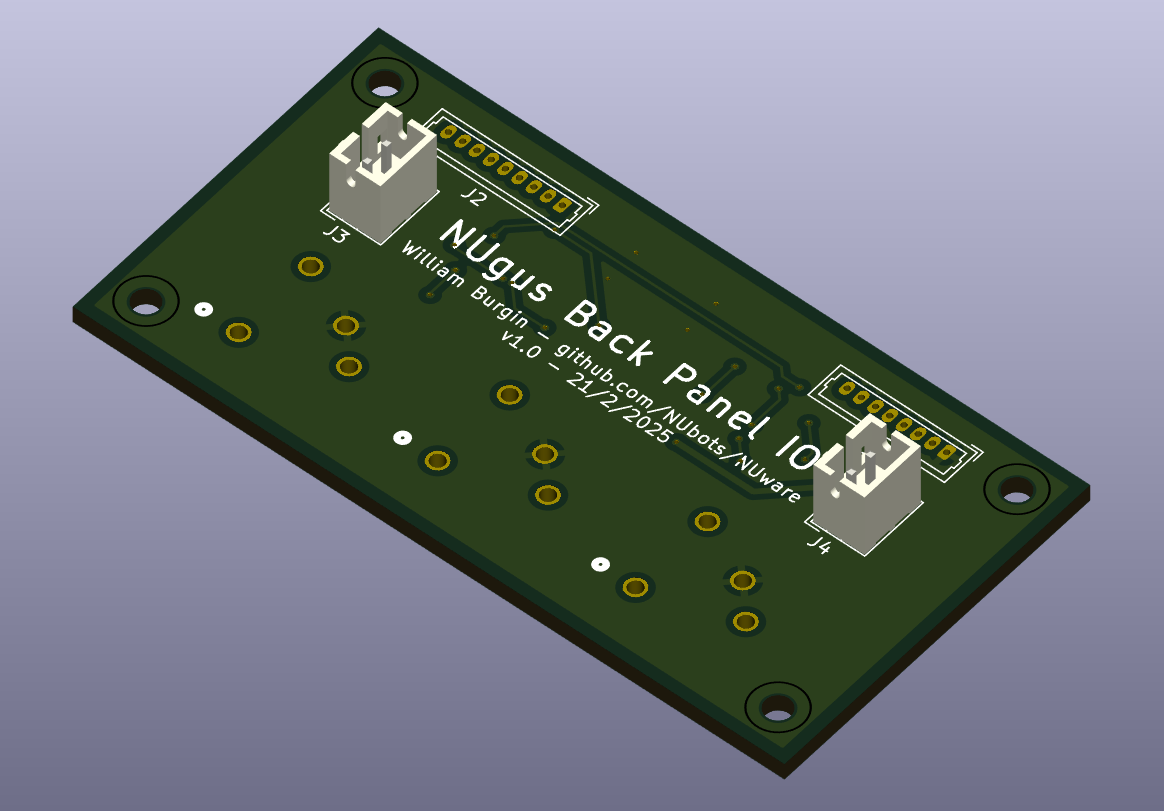 J2
J3
NUgus Back Panel IO
William Burgin – github.com/NUbots/NUware
v1.0 – 21/2/2025
J4